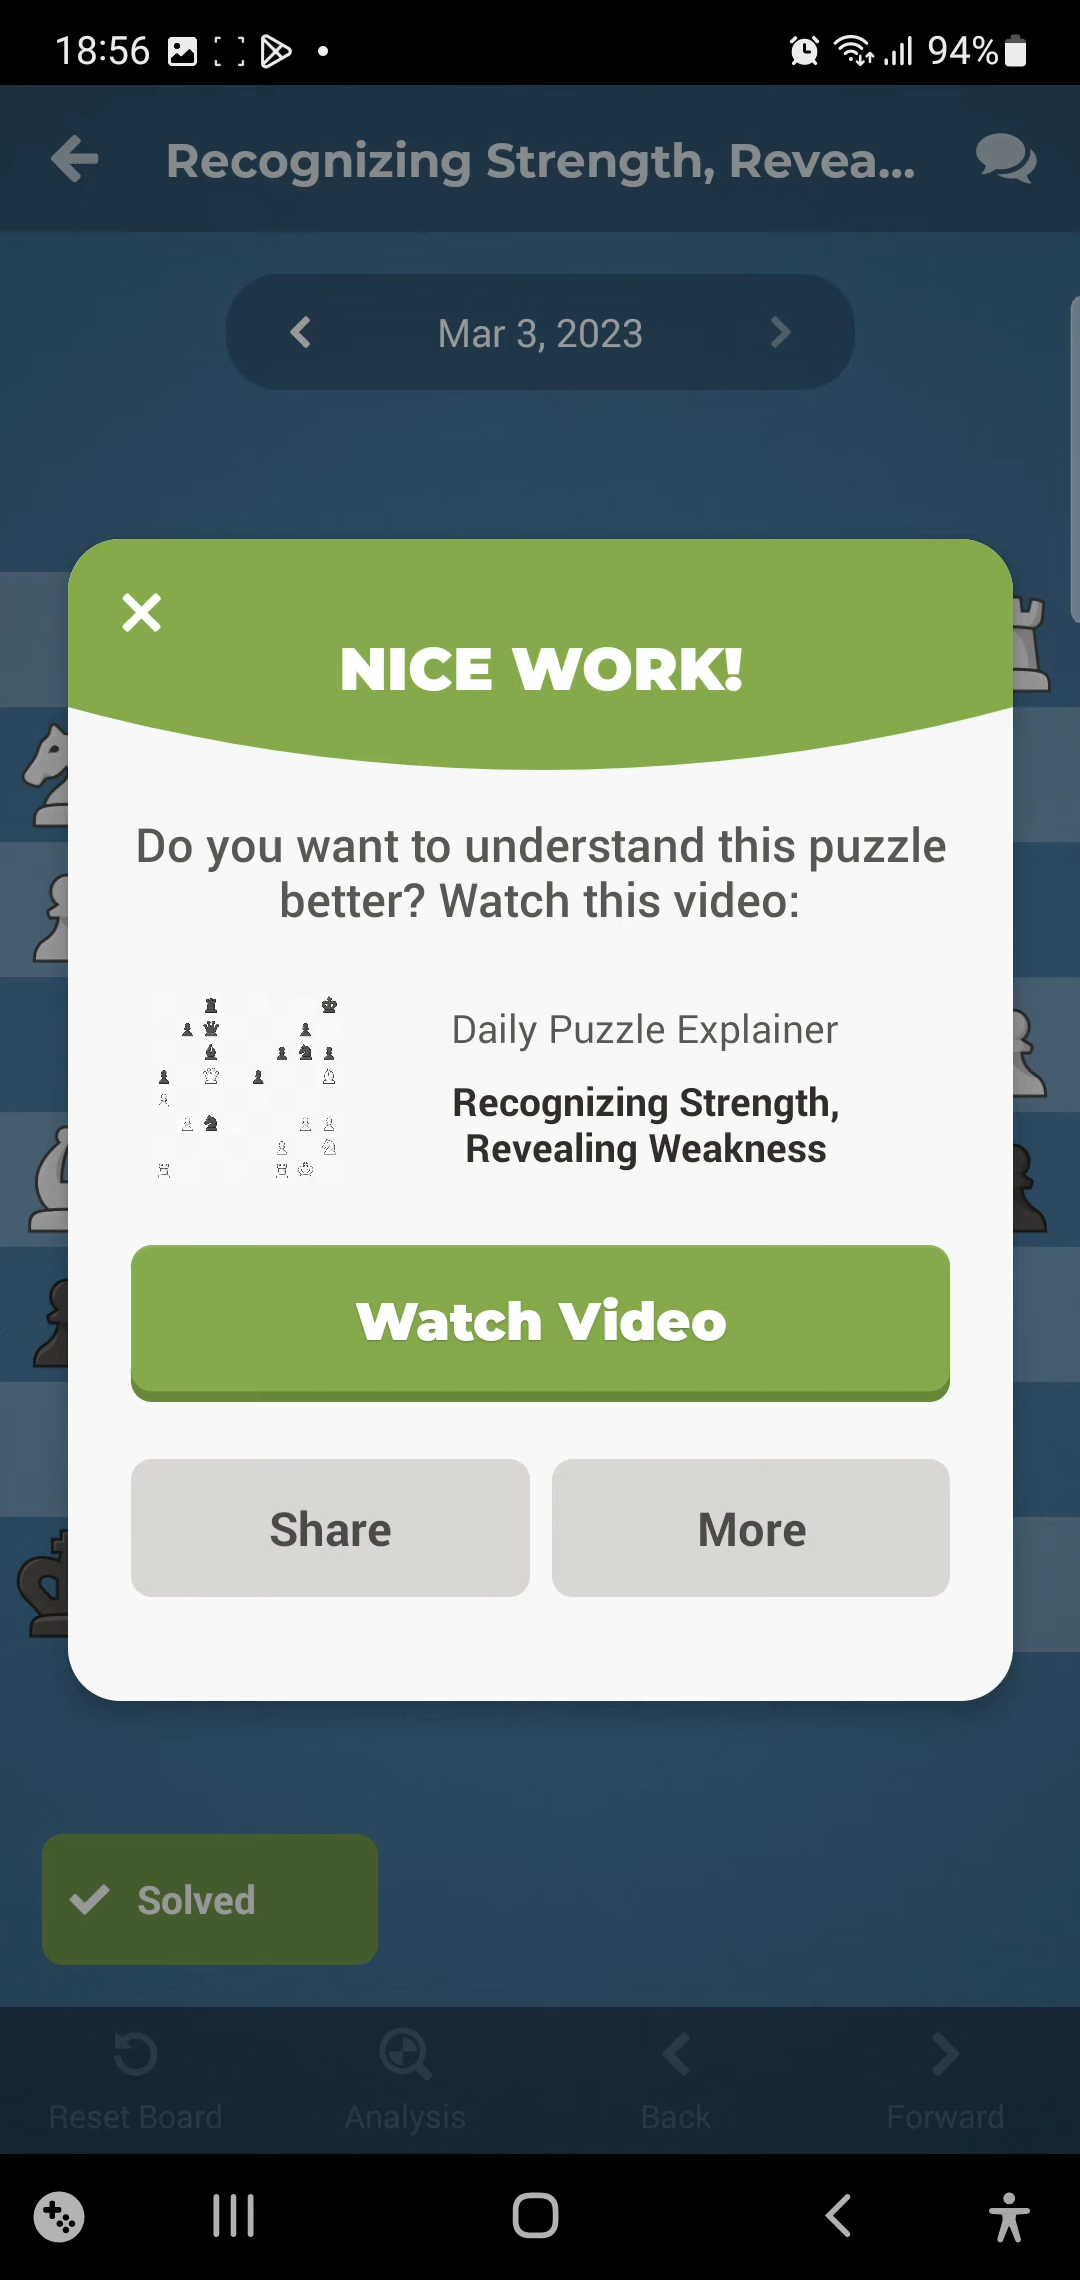 18:56
94%
Recognizing Strength, Revea...
Mar 3, 2023
NICE WORK!
Do you want to understand this puzzle
better? Watch this video:
Daily Puzzle Explainer
Recognizing Strength,
Revealing Weakness
Watch Video
Share
More
Solved
Reset Board
Analysis
Back
Forward